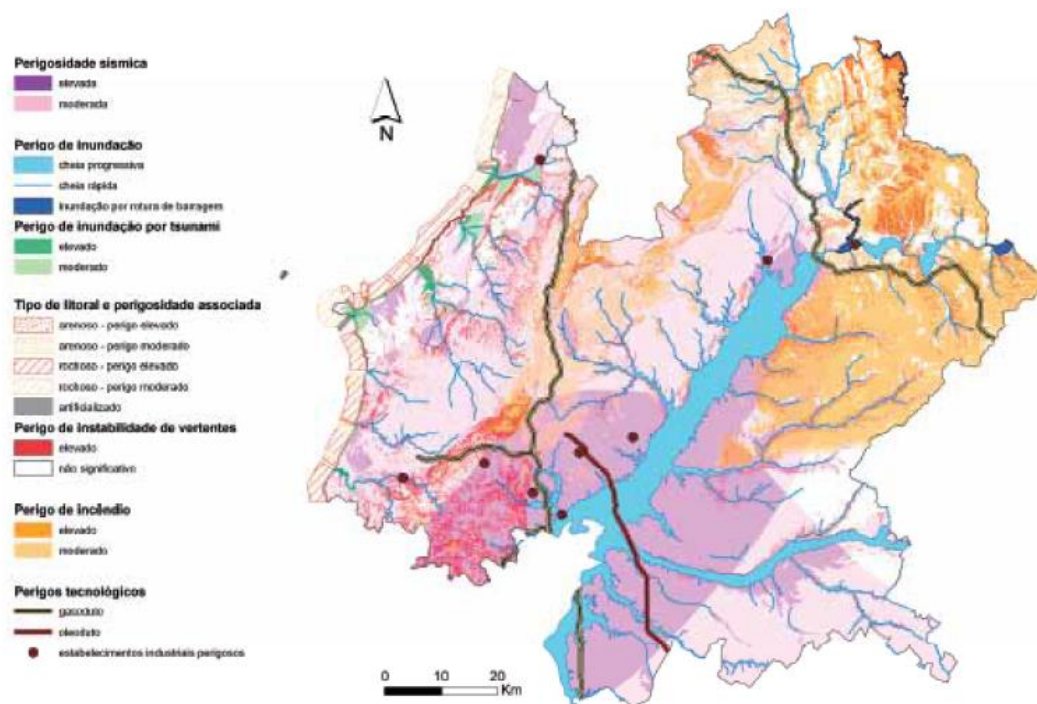 Perigosidade sísmica
elevada
moderada
Perigo de inundação
cheia progressiva
cheia rápida
inundação por rotura de barragem
Perigo de inundação por tsunami
elevado
moderado
Tipo de litoral e perigosidade associada
arenoso - perigo elevado
arenoso - perigo moderado
rochoso - perigo elevado
rochoso - perigo moderado
artificializado
Perigo de instabilidade de vertentes
elevado
não significativo
Perigo de incêndio
elevado
moderado
Perigos tecnológicos
gasoduto
oleoduto
estabelecimentos industriais perigosos
N
0 10 20
Km